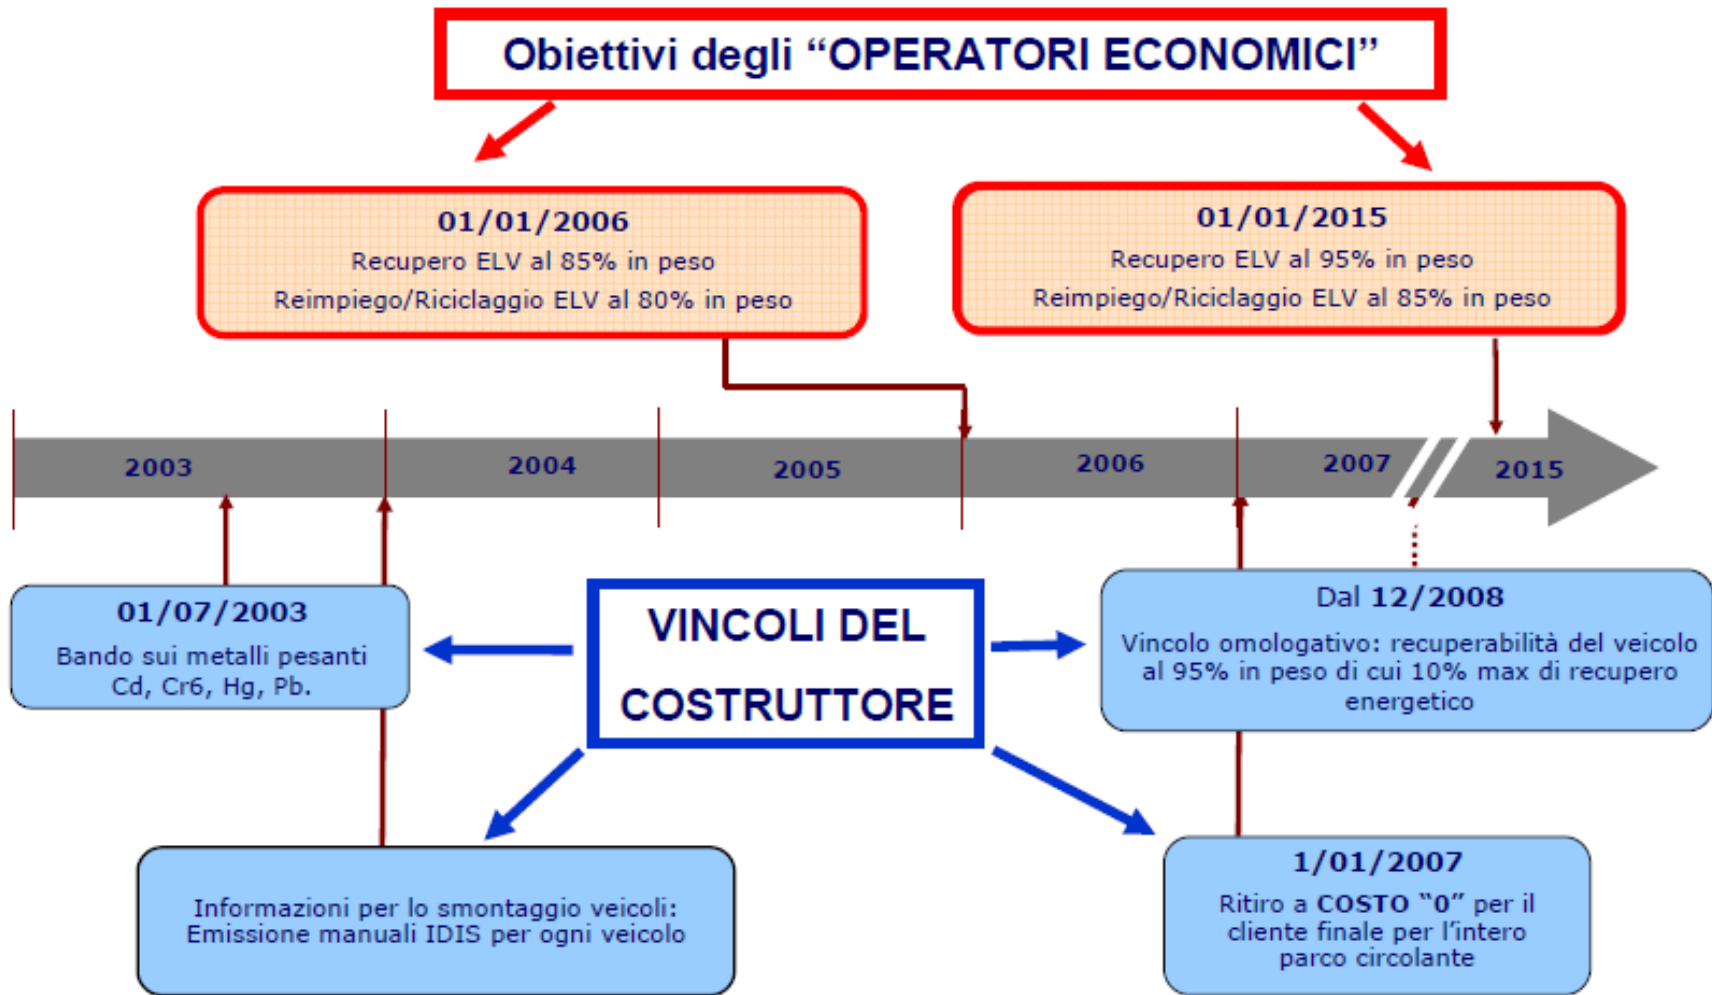 Obiettivi degli “OPERATORI ECONOMICI”
01/01/2006
Recupero ELV al 85% in peso
Reimpiego/Riciclaggio ELV al 80% in peso
01/01/2015
Recupero ELV al 95% in peso
Reimpiego/Riciclaggio ELV al 85% in peso
2003
2004
2005
2006
2007
2015
01/07/2003
Bando sui metalli pesanti
Cd, Cr6, Hg, Pb.
VINCOLI DEL
COSTRUTTORE
Dal 12/2008
Vincolo omologativo: recuperabilità del veicolo
al 95% in peso di cui 10% max di recupero
energetico
Informazioni per lo smontaggio veicoli:
Emissione manuali IDIS per ogni veicolo
1/01/2007
Ritiro a COSTO “0” per il
cliente finale per l’intero
parco circolante